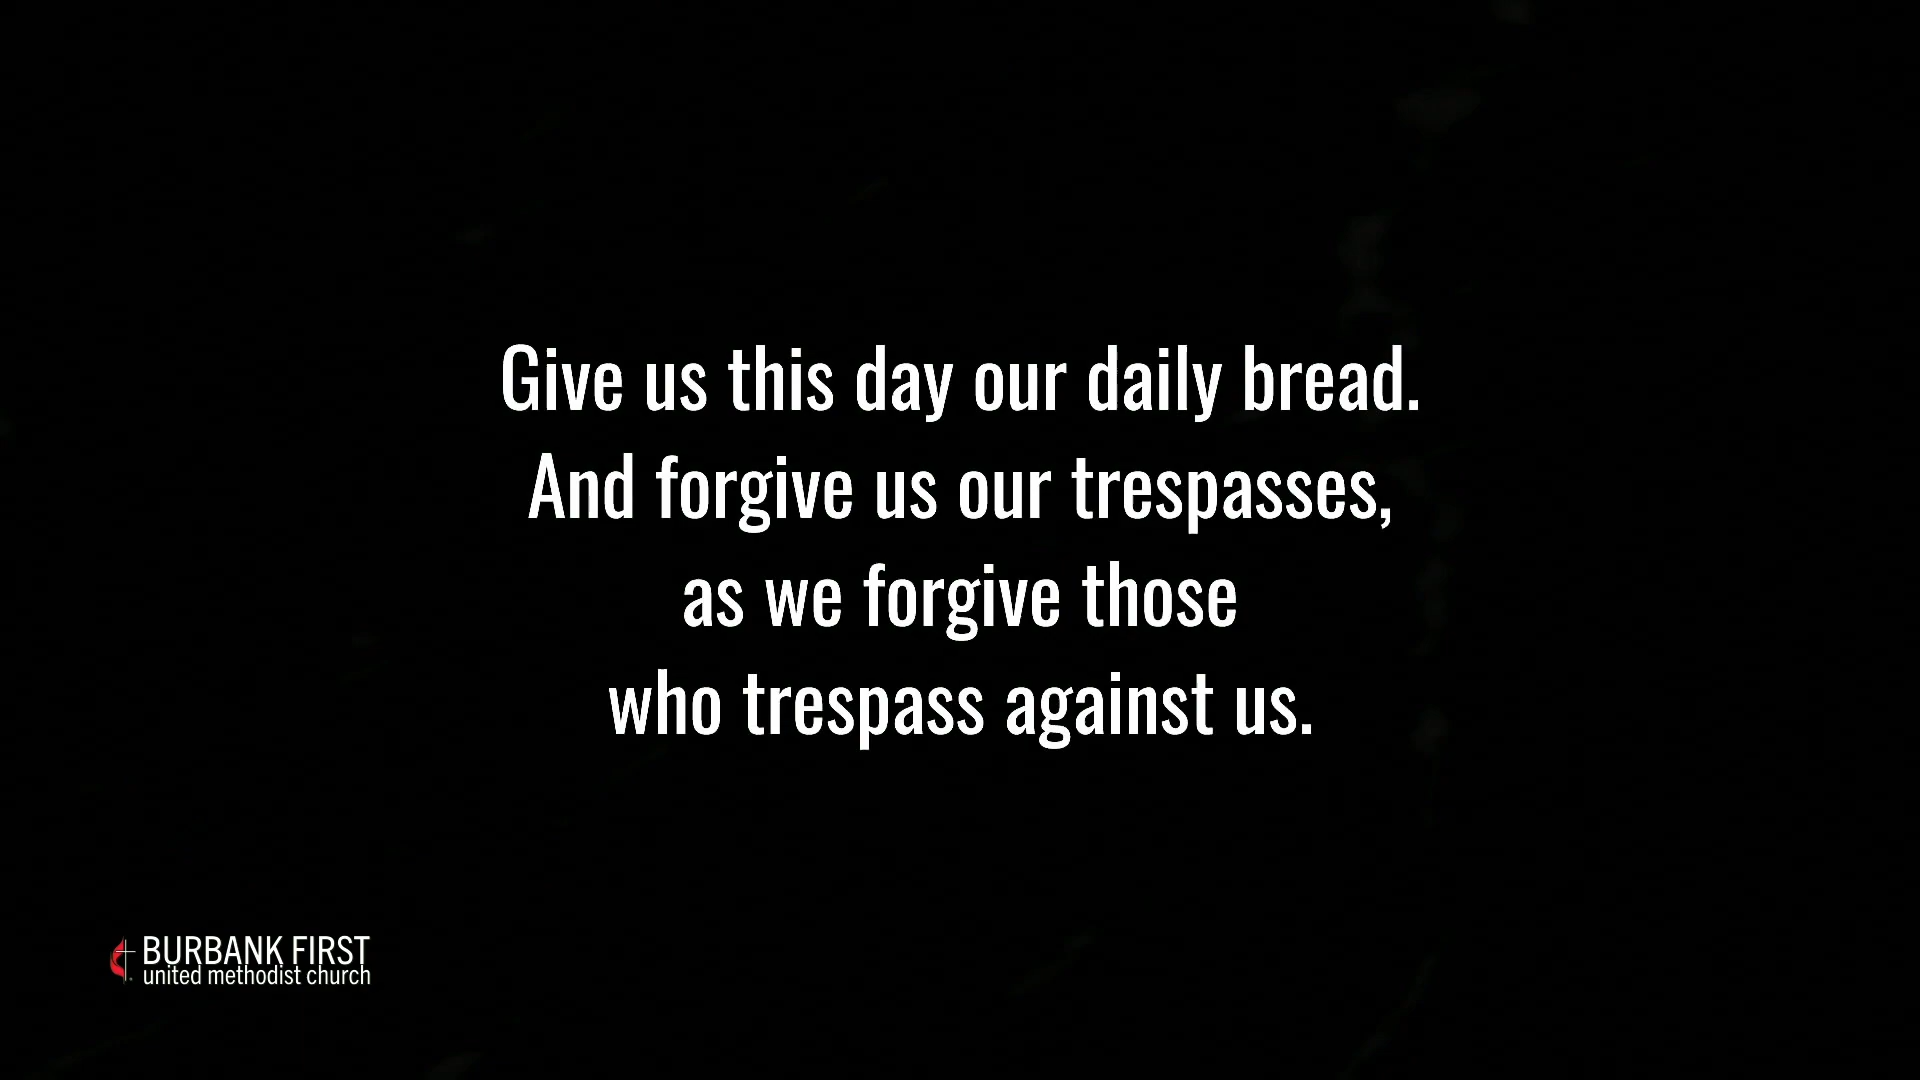 Give us this day our daily bread.
And forgive us our trespasses,
as we forgive those
who trespass against us.
BURBANK FIRST
united methodist church